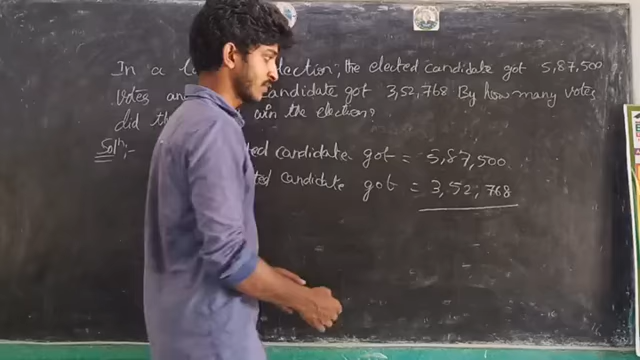 In a election, the elected candidate got 5,87,500
votes an candidate got 3,52,768 By how many votes
did th win the election?
Solⁿ:- ted candidate got = 5,87,500
ted candidate got = 3,52,768